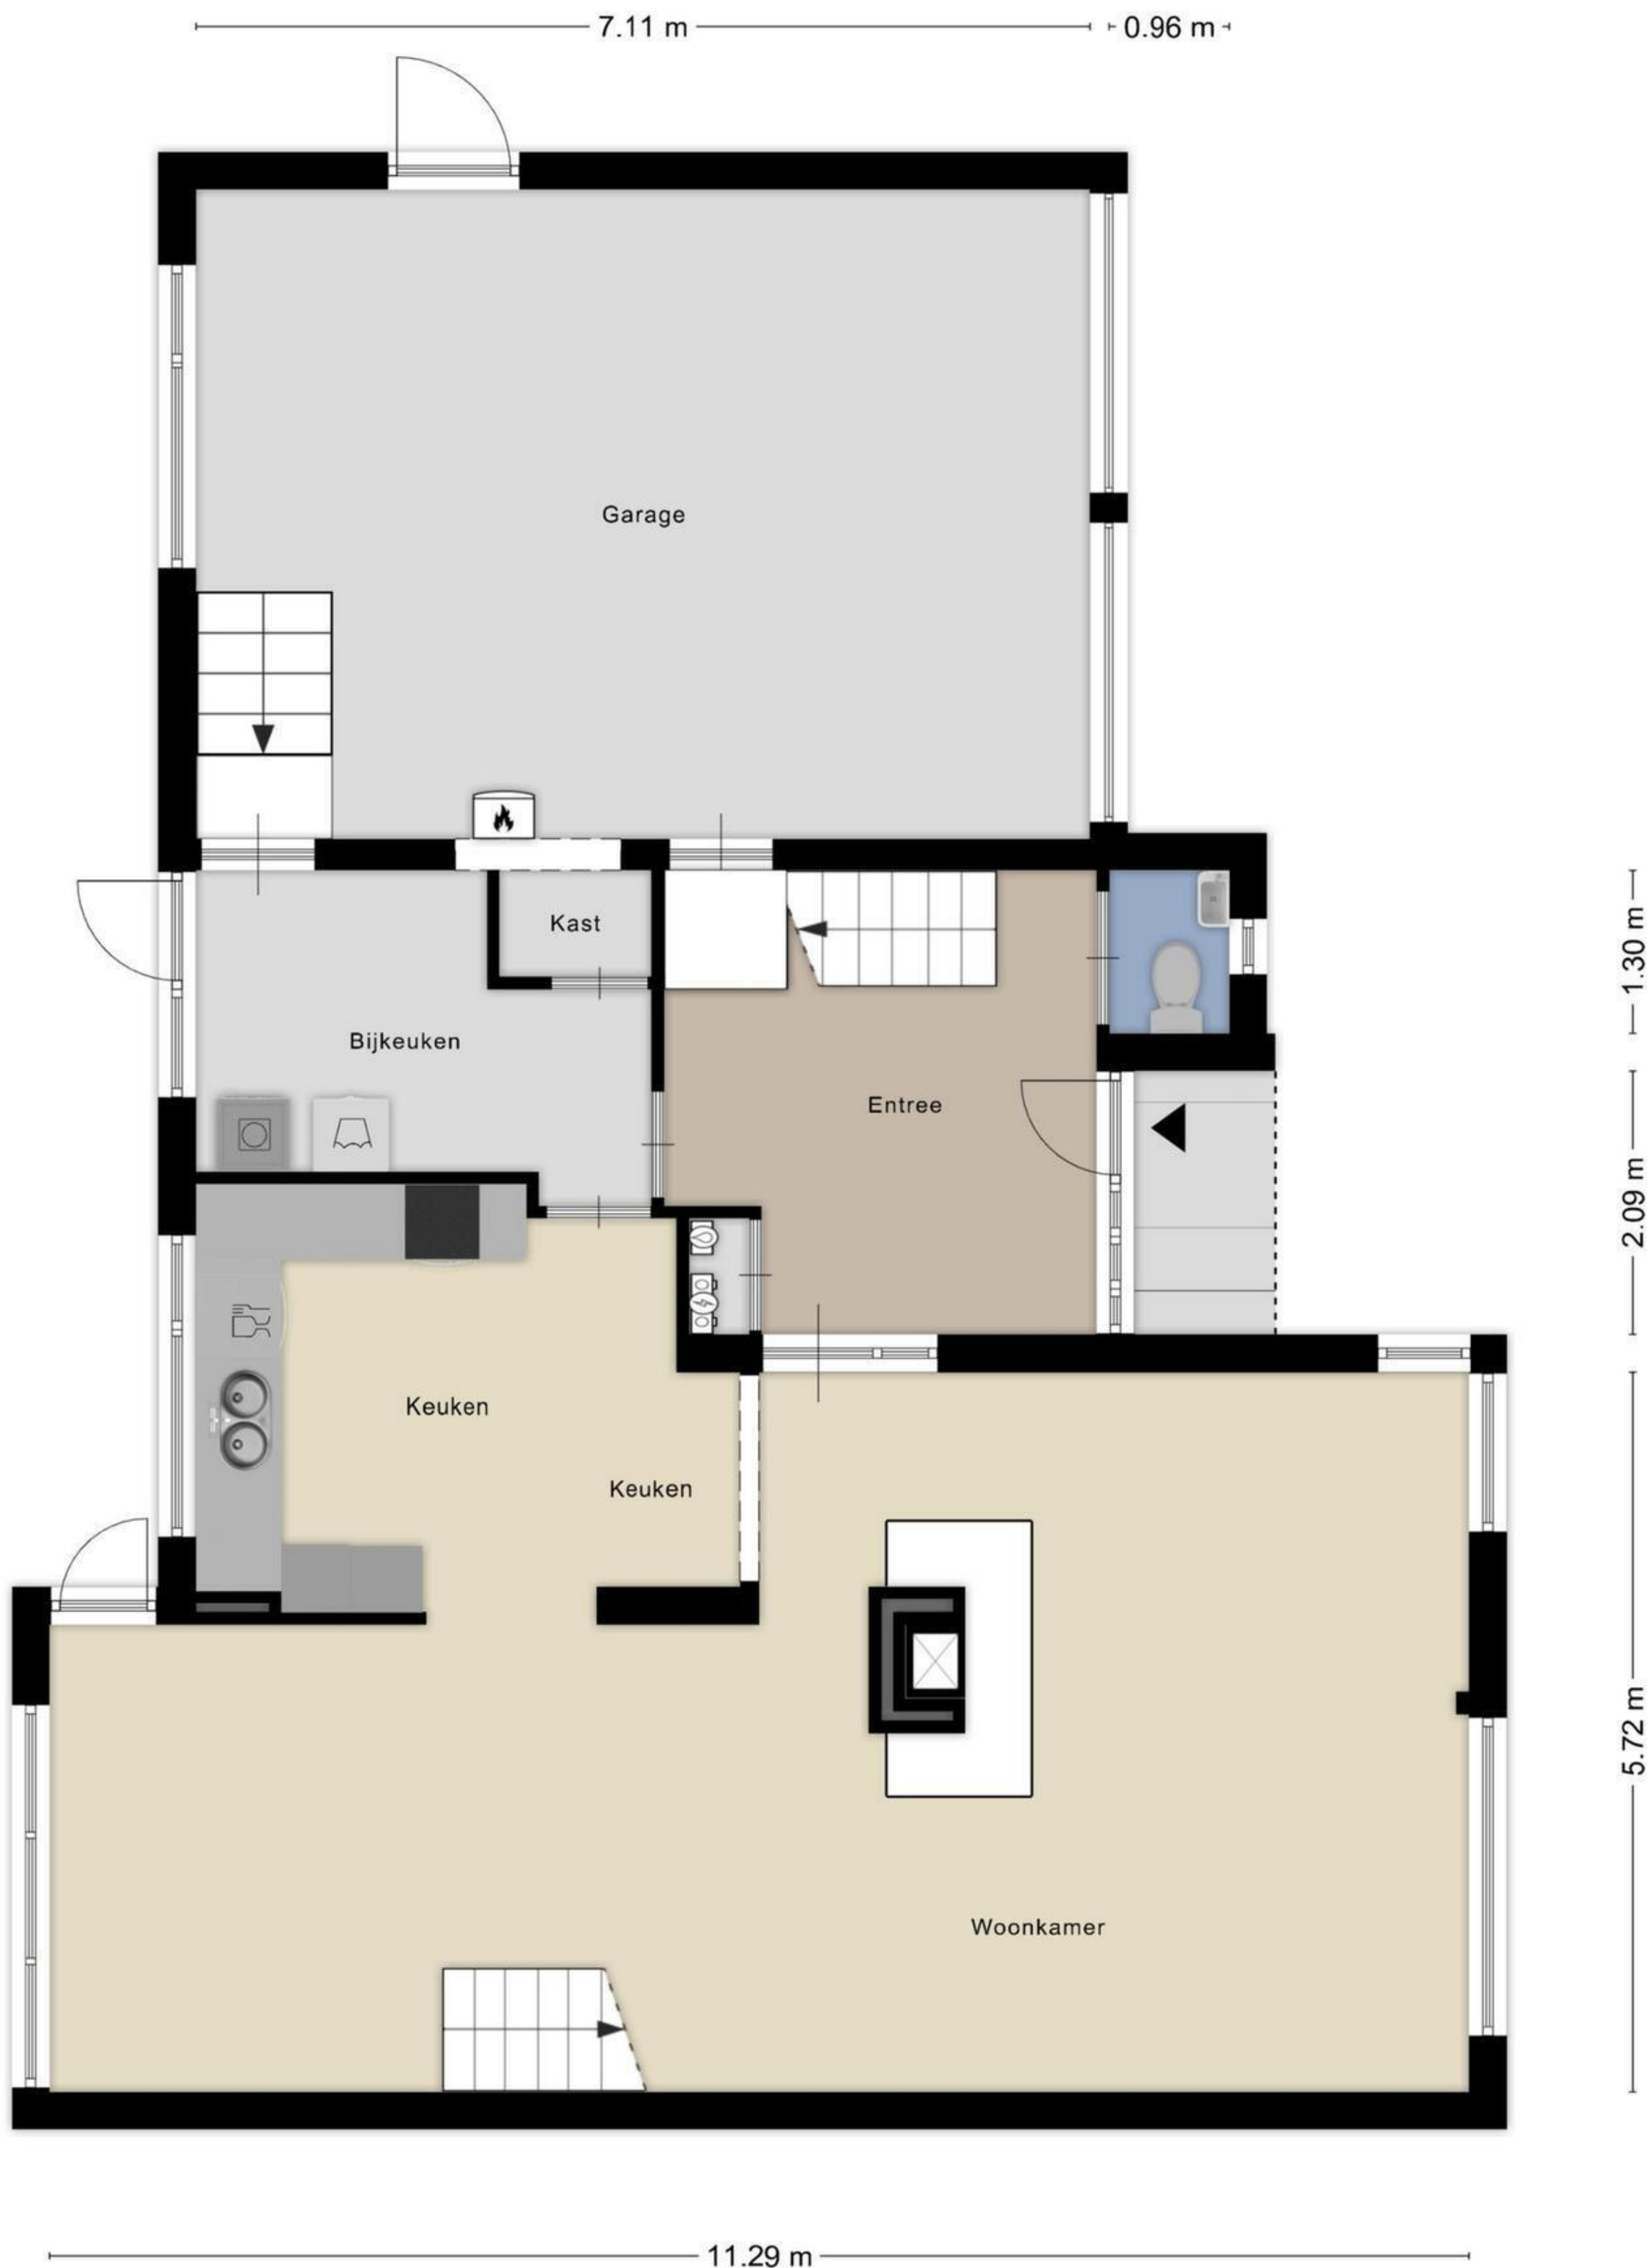 7.11 m
0.96 m
Garage
Kast
1.30 m
Bijkeuken
Entree
2.09 m
Keuken
Keuken
5.72 m
Woonkamer
11.29 m